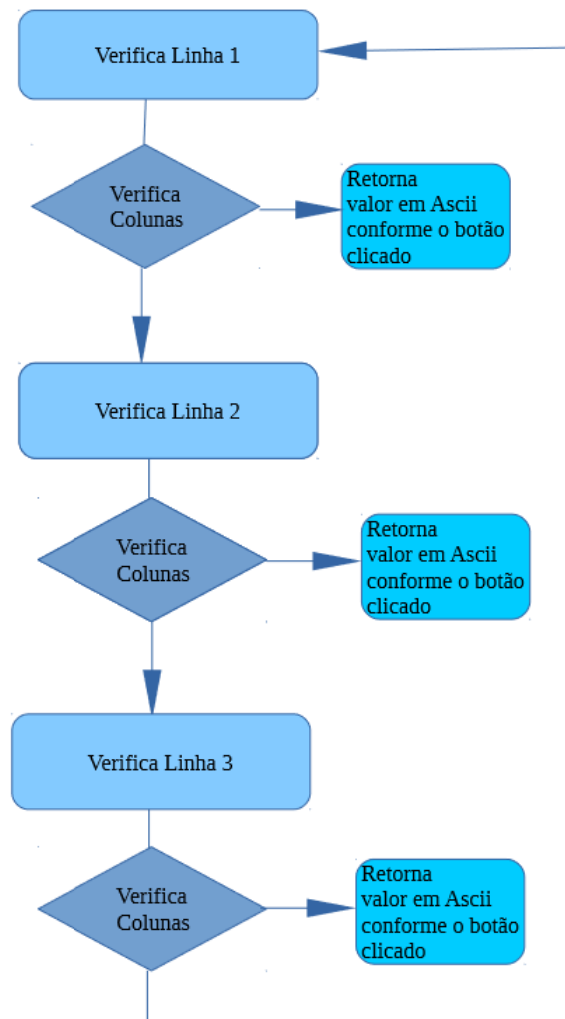 Verifica Linha 1
Verifica
Colunas
Retorna
valor em Ascii
conforme o botão
clicado
Verifica Linha 2
Verifica
Colunas
Retorna
valor em Ascii
conforme o botão
clicado
Verifica Linha 3
Verifica
Colunas
Retorna
valor em Ascii
conforme o botão
clicado